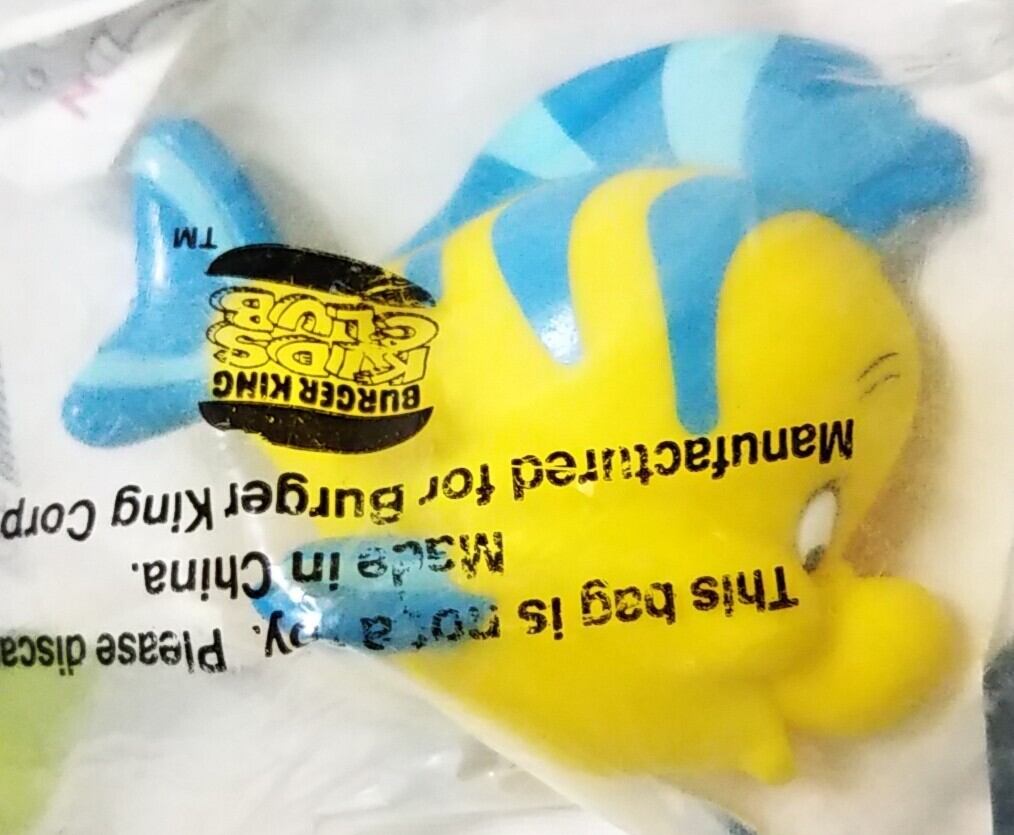 This bag is not a toy. Please disca
Made in China.
Manufactured for Burger King Corp
BURGER KING
KIDS
CLUB
TM